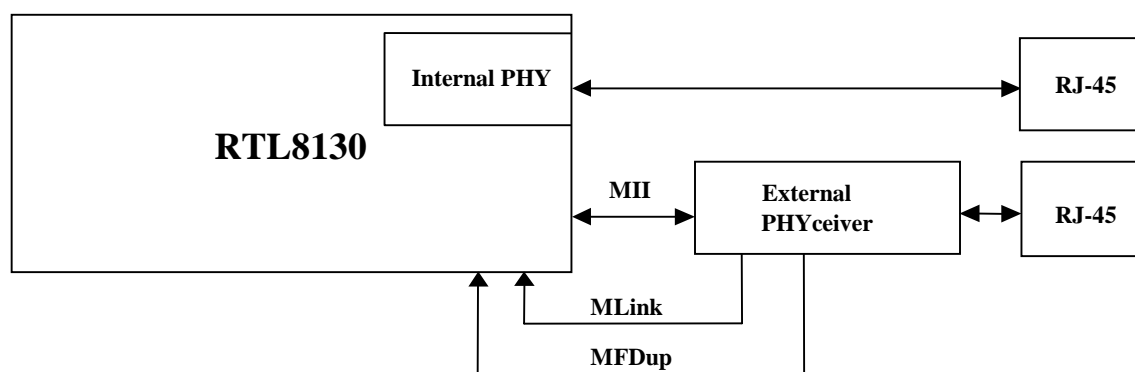 Internal PHY
RJ-45
RTL8130
MII
External
PHYceiver
RJ-45
MLink
MFDup